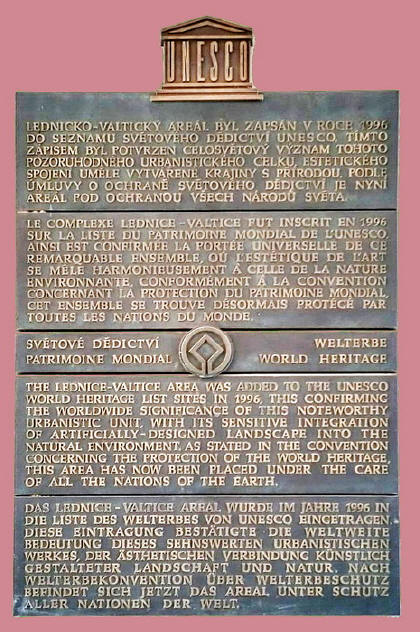 UNESCO
LEDNICKO-VALTICKÝ AREÁL BYL ZAPSÁN V ROCE 1996
DO SEZNAMU SVĚTOVÉHO DĚDICTVÍ UNESCO. TÍMTO
ZÁPISEM BYL POTVRZEN CELOSVĚTOVÝ VÝZNAM TOHOTO
POZORUHODNÉHO URBANISTICKÉHO CELKU, ESTETICKÉHO
SPOJENÍ UMĚLE VYTVAŘENÉ KRAJINY S PŘÍRODOU. PODLE
ÚMLUVY O OCHRANĚ SVĚTOVÉHO DĚDICTVÍ JE NYNÍ
AREÁL POD OCHRANOU VŠECH NÁRODŮ SVĚTA.
LE COMPLEXE LEDNICE-VALTICE FUT INSCRIT EN 1996
SUR LA LISTE DU PATRIMOINE MONDIAL DE L'UNESCO.
AINSI EST CONFIRMÉE LA PORTÉE UNIVERSELLE DE CE
REMARQUABLE ENSEMBLE, OÙ L'ESTÉTIQUE DE L'ART
SE MÊLE HARMONIEUSEMENT À CELLE DE LA NATURE
ENVIRONNANTE. CONFORMÉMENT À LA CONVENTION
CONCERNANT LA PROTECTION DU PATRIMOINE MONDIAL,
CET ENSEMBLE SE TROUVE DÉSORMAIS PROTÉGÉ PAR
TOUTES LES NATIONS DU MONDE.
SVĚTOVÉ DĚDICTVÍ WELTERBE
PATRIMOINE MONDIAL WORLD HERITAGE
THE LEDNICE-VALTICE AREA WAS ADDED TO THE UNESCO
WORLD HERITAGE LIST SITES IN 1996, THIS CONFIRMING
THE WORLDWIDE SIGNIFICANCE OF THIS NOTEWORTHY
URBANISTIC UNIT, WITH ITS SENSITIVE INTEGRATION
OF ARTIFICIALLY-DESIGNED LANDSCAPE INTO THE
NATURAL ENVIRONMENT. AS STATED IN THE CONVENTION
CONCERNING THE PROTECTION OF THE WORLD HERITAGE,
THIS AREA HAS NOW BEEN PLACED UNDER THE CARE
OF ALL THE NATIONS OF THE EARTH.
DAS LEDNICE-VALTICE AREAL WURDE IM JAHRE 1996 IN
DIE LISTE DES WELTERBES VON UNESCO EINGETRAGEN.
DIESE EINTRAGUNG BESTÄTIGTE DIE WELTWEITE
BEDEUTUNG DIESES SEHNSWERTEN URBANISTISCHEN
WERKES, DER ÄSTHETISCHEN VERBINDUNG KÜNSTLICH
GESTALTETER LANDSCHAFT UND NATUR. NACH
WELTERBEKONVENTION ÜBER WELTERBESCHUTZ
BEFINDET SICH JETZT DAS AREAL UNTER SCHUTZ
ALLER NATIONEN DER WELT.